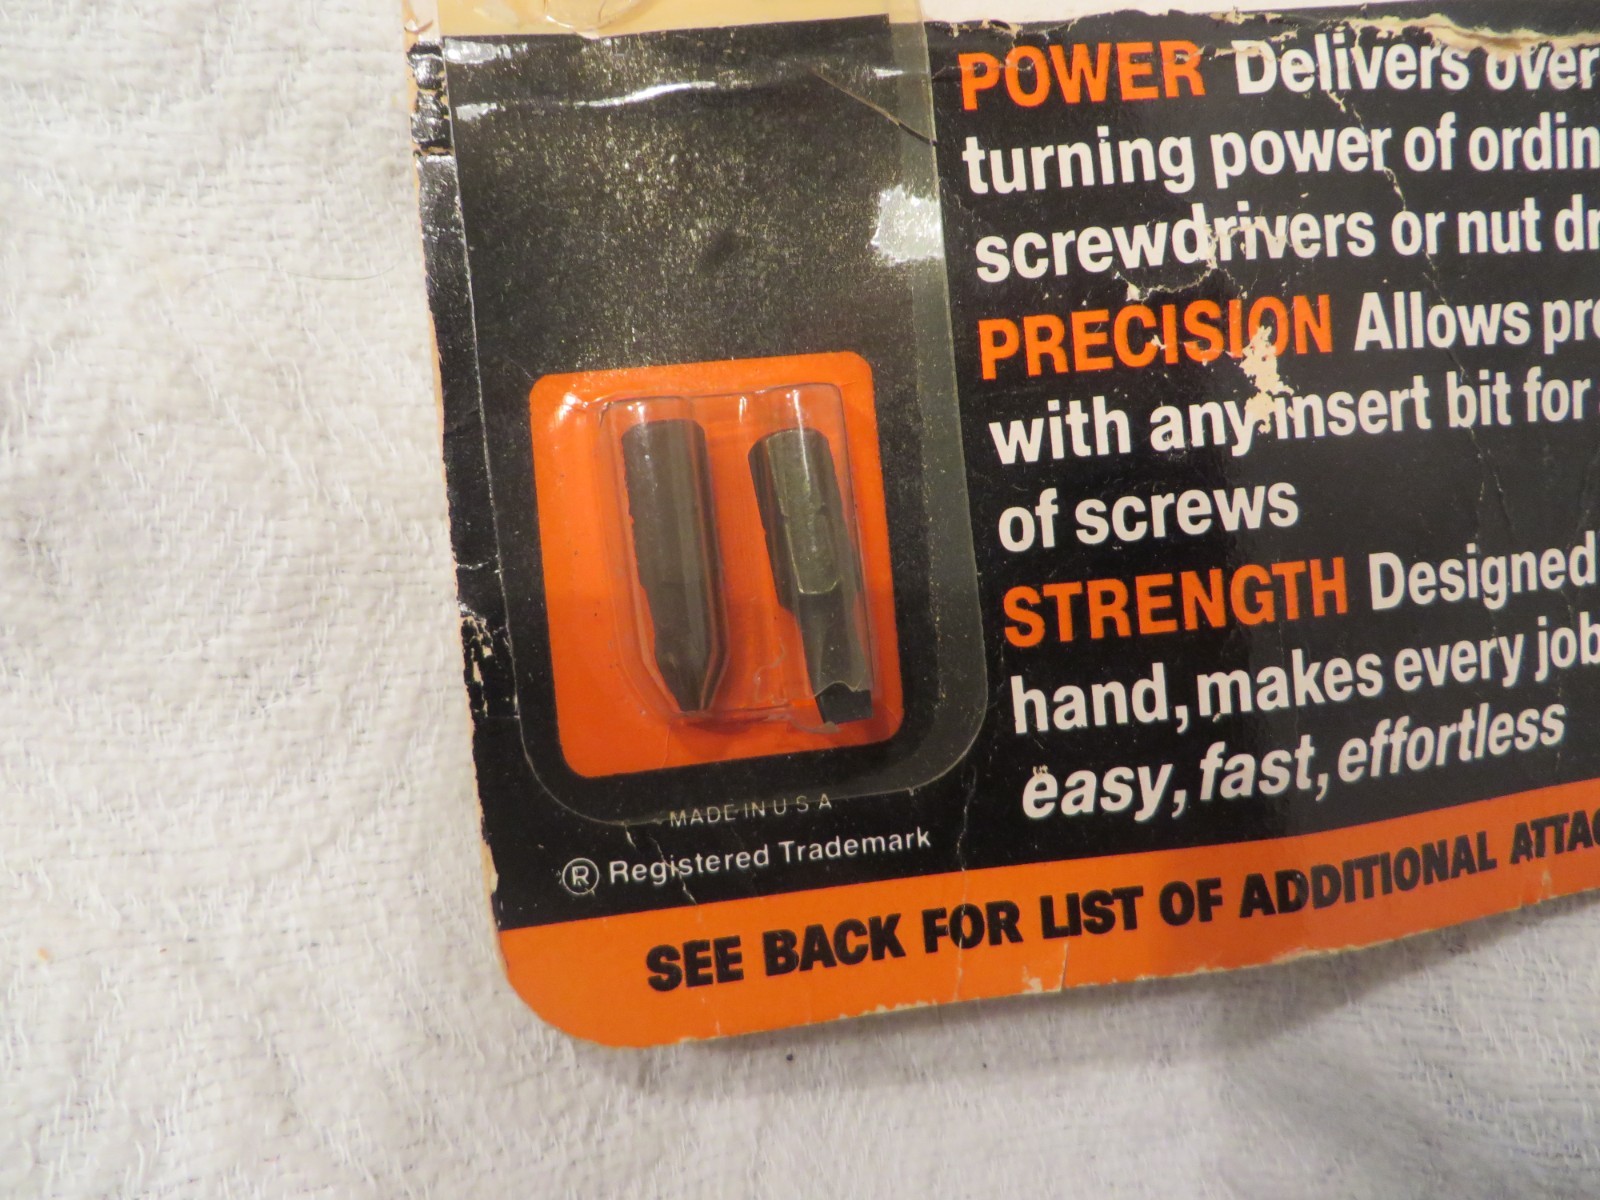 POWER Delivers over
turning power of ordin
screwdrivers or nut dr
PRECISION Allows pre
with any insert bit for
of screws
STRENGTH Designed
hand, makes every job
easy, fast, effortless
MADE IN U S A
® Registered Trademark
SEE BACK FOR LIST OF ADDITIONAL ATTAC